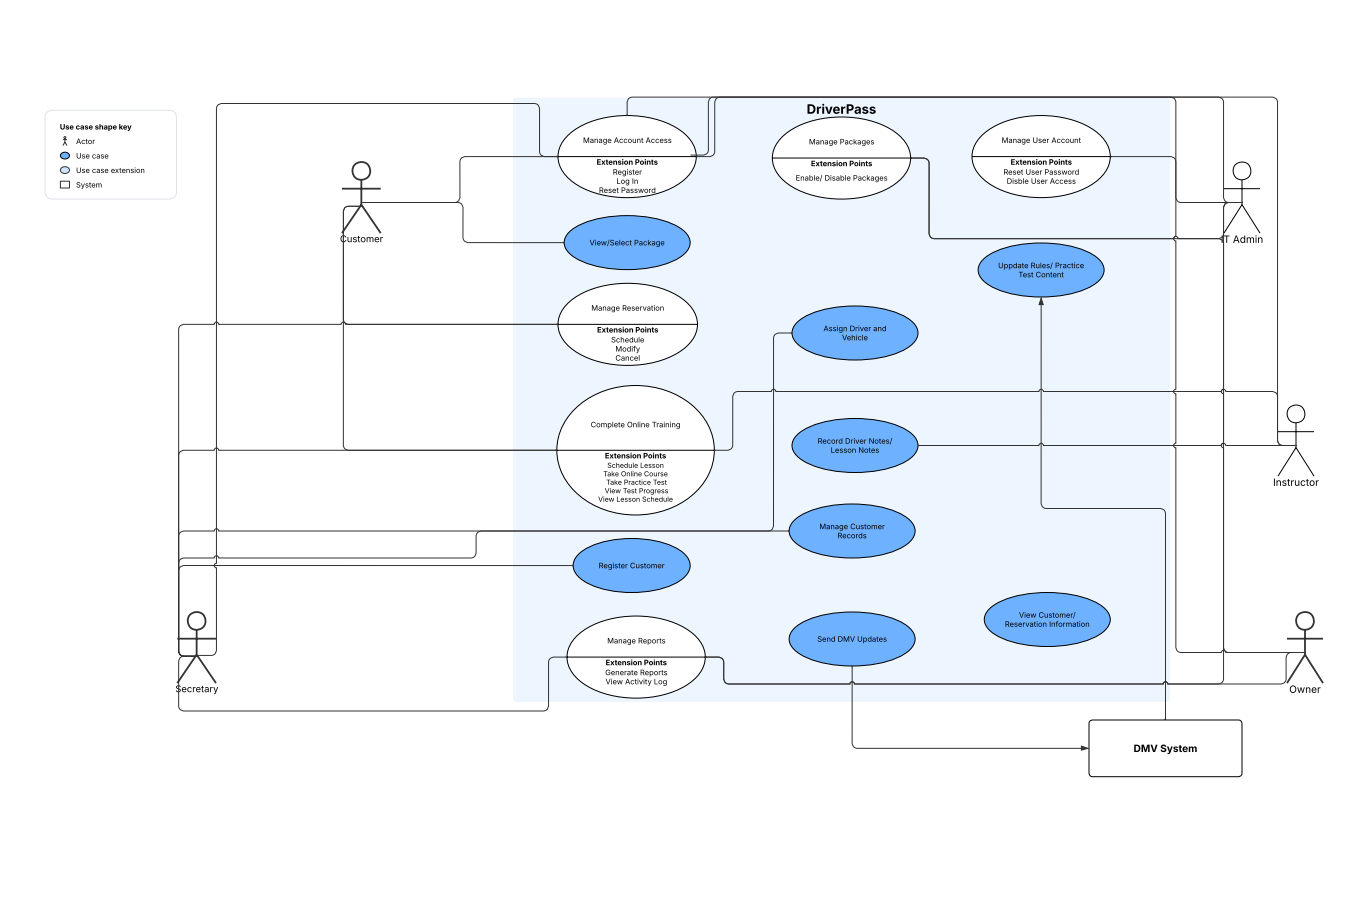 Use case shape key
Actor
Use case
Use case extension
System
DriverPass
Customer
Manage Account Access
Extension Points
Register
Log In
Reset Password
View/Select Package
Manage Reservation
Extension Points
Schedule
Modify
Cancel
Complete Online Training
Extension Points
Schedule Lesson
Take Online Course
Take Practice Test
View Test Progress
View Lesson Schedule
Register Customer
Manage Reports
Extension Points
Generate Reports
View Activity Log
Manage Packages
Extension Points
Enable/ Disable Packages
Assign Driver and
Vehicle
Record Driver Notes/
Lesson Notes
Manage Customer
Records
Send DMV Updates
Manage User Account
Extension Points
Reset User Password
Disble User Access
Uppdate Rules/ Practice
Test Content
View Customer/
Reservation Information
IT Admin
Instructor
Secretary
Owner
DMV System